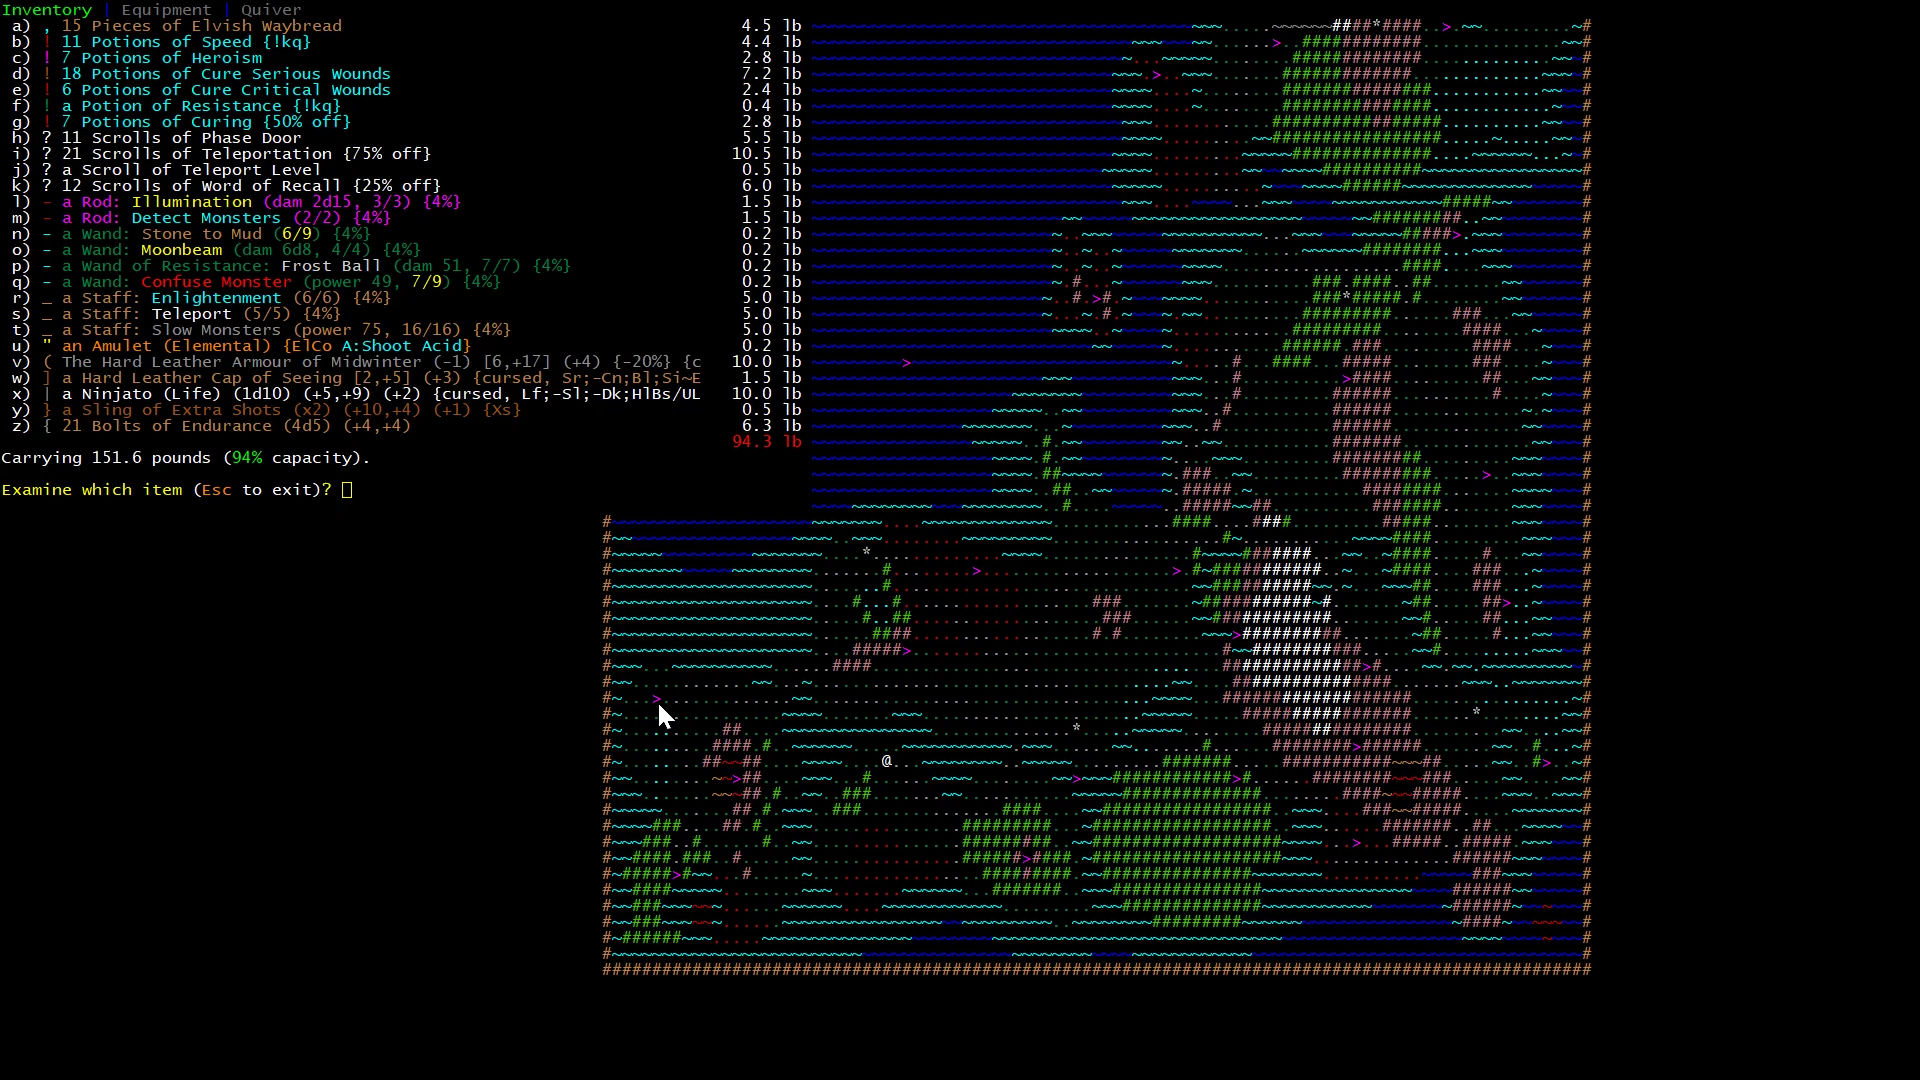 Inventory | Equipment | Quiver
a) , 15 Pieces of Elvish Waybread 4.5 lb
b) ! 11 Potions of Speed {!kq} 4.4 lb
c) ! 7 Potions of Heroism 2.8 lb
d) ! 18 Potions of Cure Serious Wounds 7.2 lb
e) ! 6 Potions of Cure Critical Wounds 2.4 lb
f) ! a Potion of Resistance {!kq} 0.4 lb
g) ! 7 Potions of Curing {50% off} 2.8 lb
h) ? 11 Scrolls of Phase Door 5.5 lb
i) ? 21 Scrolls of Teleportation {75% off} 10.5 lb
j) ? a Scroll of Teleport Level 0.5 lb
k) ? 12 Scrolls of Word of Recall {25% off} 6.0 lb
l) - a Rod: Illumination (dam 2d15, 3/3) {4%} 1.5 lb
m) - a Rod: Detect Monsters (2/2) {4%} 1.5 lb
n) - a Wand: Stone to Mud (6/9) {4%} 0.2 lb
o) - a Wand: Moonbeam (dam 6d8, 4/4) {4%} 0.2 lb
p) - a Wand of Resistance: Frost Ball (dam 51, 7/7) {4%} 0.2 lb
q) - a Wand: Confuse Monster (power 49, 7/9) {4%} 0.2 lb
r) _ a Staff: Enlightenment (6/6) {4%} 5.0 lb
s) _ a Staff: Teleport (5/5) {4%} 5.0 lb
t) _ a Staff: Slow Monsters (power 75, 16/16) {4%} 5.0 lb
u) " an Amulet (Elemental) {ElCo A:Shoot Acid} 0.2 lb
v) ( The Hard Leather Armour of Midwinter (-1) [6,+17] (+4) {-20%} {c 10.0 lb
w) ] a Hard Leather Cap of Seeing [2,+5] (+3) {cursed, Sr;-Cn;Bl;Si~E 1.5 lb
x) | a Ninjato (Life) (1d10) (+5,+9) (+2) {cursed, Lf;-Sl;-Dk;HlBs/UL 10.0 lb
y) } a Sling of Extra Shots (x2) (+10,+4) (+1) {Xs} 0.5 lb
z) { 21 Bolts of Endurance (4d5) (+4,+4) 6.3 lb
94.3 lb
Carrying 151.6 pounds (94% capacity).
Examine which item (Esc to exit)?